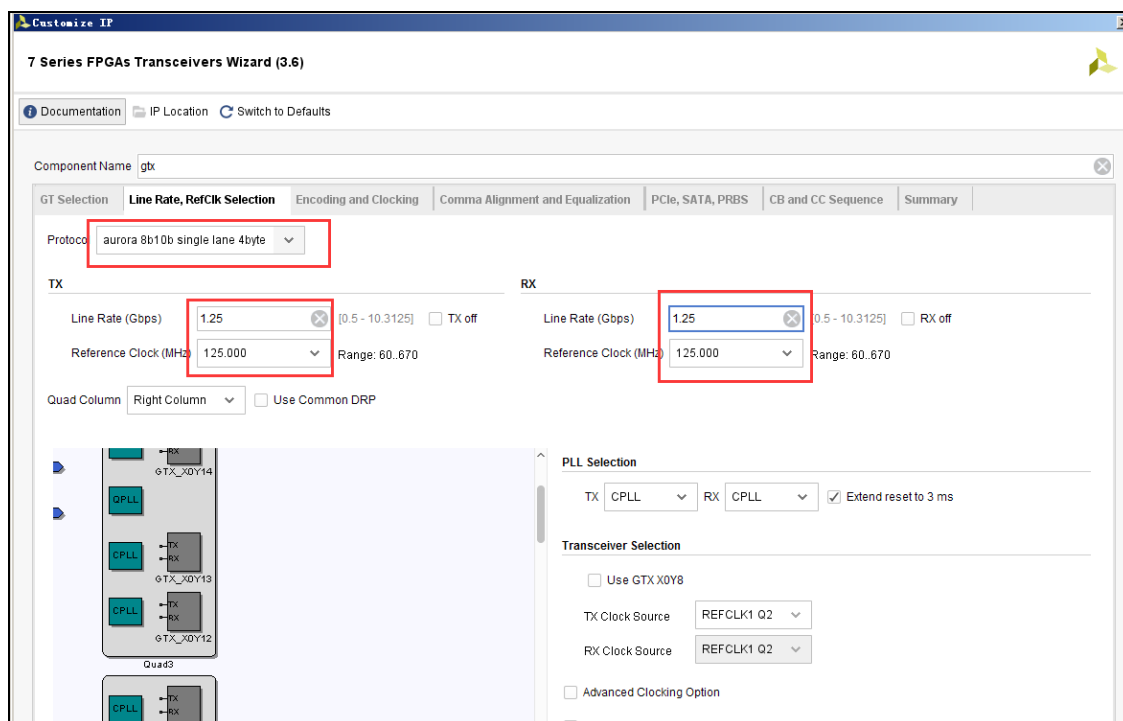 Customize IP
7 Series FPGAs Transceivers Wizard (3.6)
Documentation IP Location Switch to Defaults
Component Name gtx
GT Selection Line Rate, RefClk Selection Encoding and Clocking Comma Alignment and Equalization PCIe, SATA, PRBS CB and CC Sequence Summary
Protoco aurora 8b10b single lane 4byte
TX RX
Line Rate (Gbps) 1.25 [0.5 - 10.3125] TX off Line Rate (Gbps) 1.25 [0.5 - 10.3125] RX off
Reference Clock (MHz) 125.000 Range: 60..670 Reference Clock (MHz) 125.000 Range: 60..670
Quad Column Right Column Use Common DRP
RX
GTX_X0Y14
QPLL
CPLL TX
RX
GTX_X0Y13
CPLL TX
RX
GTX_X0Y12
Quad3
CPLL TX
RX
PLL Selection
TX CPLL RX CPLL Extend reset to 3 ms
Transceiver Selection
Use GTX X0Y8
TX Clock Source REFCLK1 Q2
RX Clock Source REFCLK1 Q2
Advanced Clocking Option